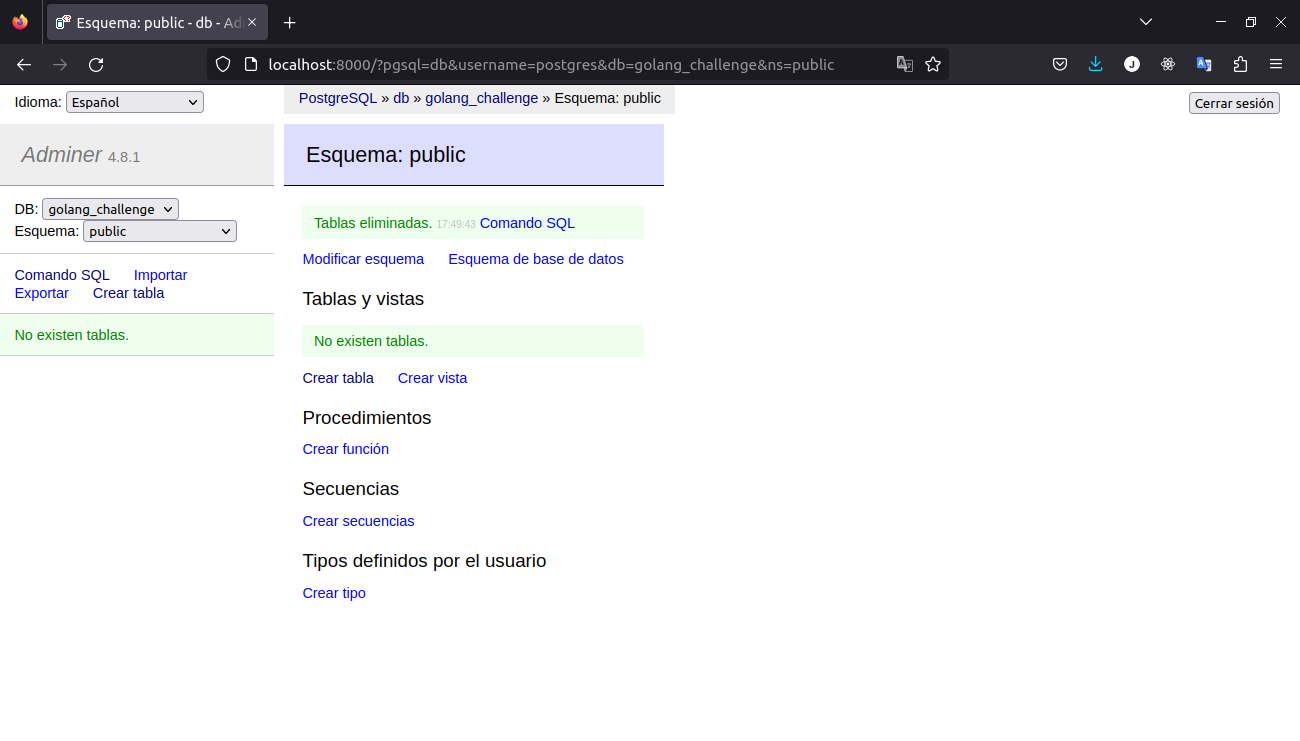 Esquema: public - db - Ad
localhost:8000/?pgsql=db&username=postgres&db=golang_challenge&ns=public
Idioma: Español
PostgreSQL » db » golang_challenge » Esquema: public
Cerrar sesión
Adminer 4.8.1
Esquema: public
DB: golang_challenge
Esquema: public
Comando SQL Importar
Exportar Crear tabla
No existen tablas.
Tablas eliminadas. 17:49:43 Comando SQL
Modificar esquema Esquema de base de datos
Tablas y vistas
No existen tablas.
Crear tabla Crear vista
Procedimientos
Crear función
Secuencias
Crear secuencias
Tipos definidos por el usuario
Crear tipo